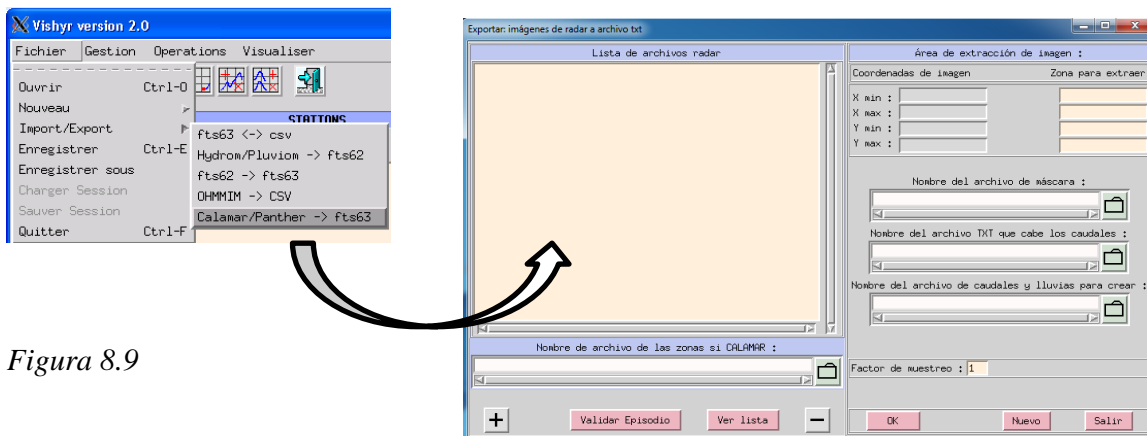 Vishyr version 2.0
Fichier Gestion Operations Visualiser
Ouvrir Ctrl-O
Nouveau
Import/Export
Enregistrer Ctrl-E
Enregistrer sous
Charger Session
Sauver Session
Quitter Ctrl-F
STATIONS
fts63 <-> csv
Hydrom/Pluviom -> fts62
fts62 -> fts63
OHMMIM -> CSV
Calamar/Panther -> fts63
Figura 8.9
Exportar: imágenes de radar a archivo txt
Lista de archivos radar
Nombre de archivo de las zonas si CALAMAR :
+ Validar Episodio Ver lista -
Área de extracción de imagen :
Coordenadas de imagen Zona para extraer
X min :
X max :
Y min :
Y max :
Nombre del archivo de máscara :
Nombre del archivo TXT que cabe los caudales :
Nombre del archivo de caudales y lluvias para crear :
Factor de muestreo : 1
OK Nuevo Salir